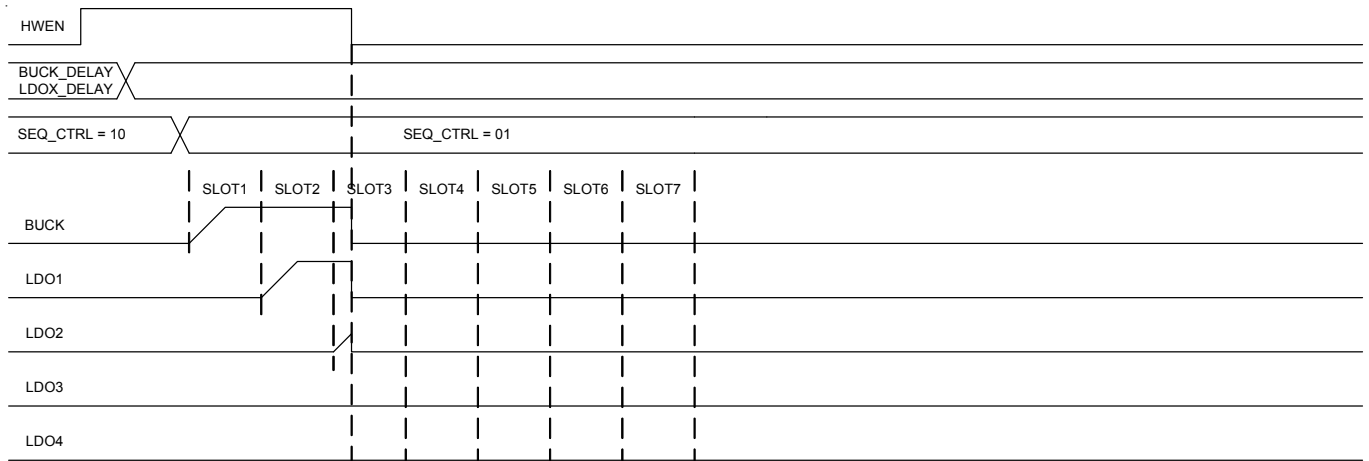 HWEN
BUCK_DELAY
LDOX_DELAY
SEQ_CTRL = 10
SEQ_CTRL = 01
SLOT1 SLOT2 SLOT3 SLOT4 SLOT5 SLOT6 SLOT7
BUCK
LDO1
LDO2
LDO3
LDO4